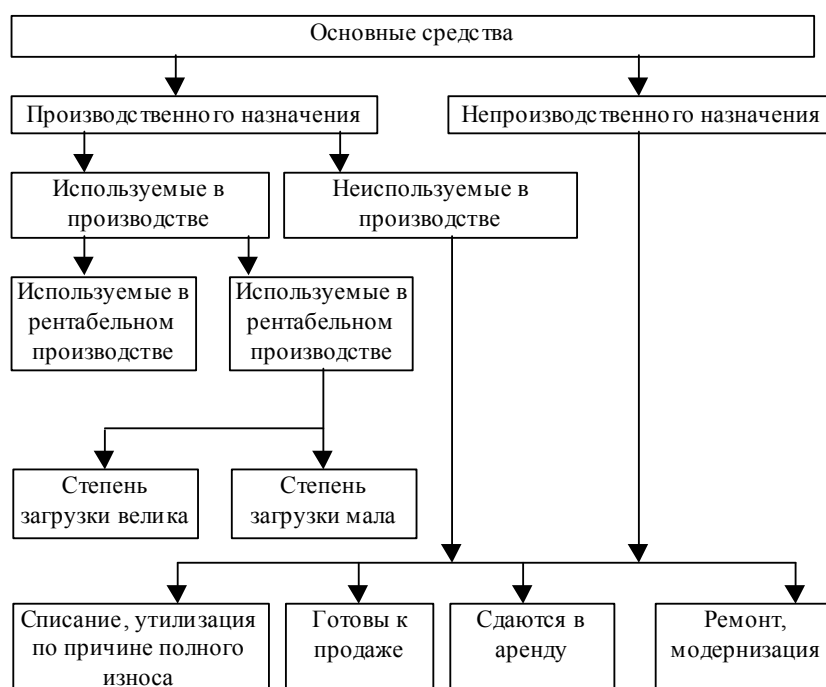 Основные средства
Производственного назначения
Непроизводственного назначения
Используемые в
производстве
Неиспользуемые в
производстве
Используемые в
рентабельном
производстве
Используемые в
рентабельном
производстве
Степень
загрузки велика
Степень
загрузки мала
Списание, утилизация
по причине полного
износа
Готовы к
продаже
Сдаются в
аренду
Ремонт,
модернизация